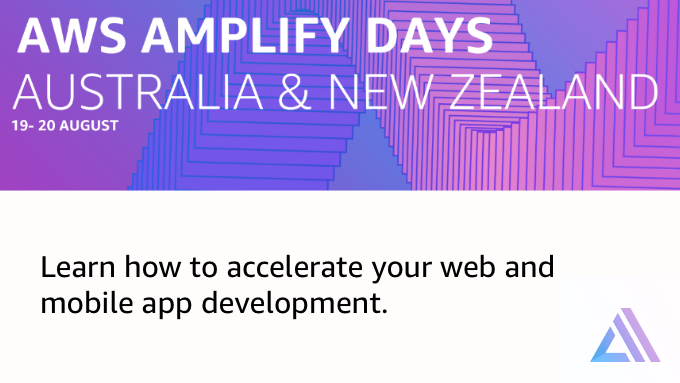 AWS AMPLIFY DAYS
AUSTRALIA & NEW ZEALAND
19- 20 AUGUST
Learn how to accelerate your web and
mobile app development.